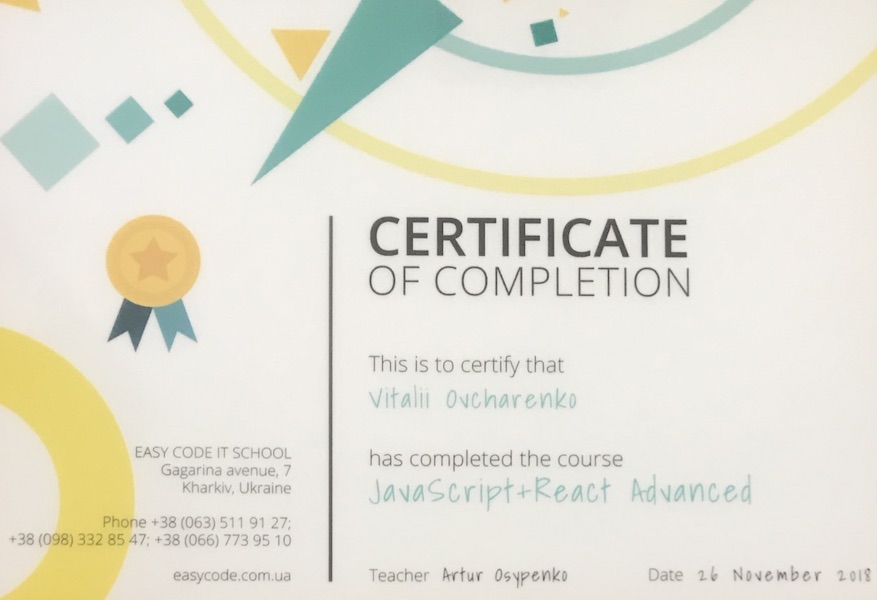 CERTIFICATE
OF COMPLETION
This is to certify that
Vitalii Ovcharenko
has completed the course
JavaScript+React Advanced
Teacher Artur Osypenko Date 26 November 2018
EASY CODE IT SCHOOL
Gagarina avenue, 7
Kharkiv, Ukraine
Phone +38 (063) 511 91 27;
+38 (098) 332 85 47; +38 (066) 773 95 10
easycode.com.ua